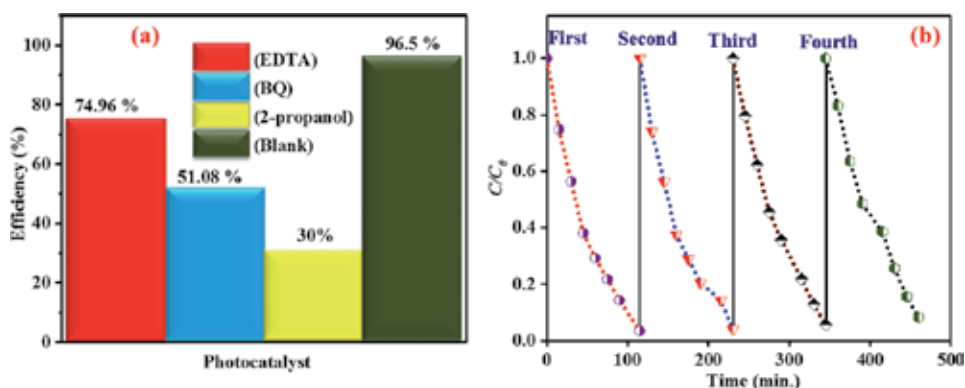 (a)
100
80
60
40
20
0
Efficiency (%)
(EDTA)
(BQ)
(2-propanol)
(Blank)
74.96 %
51.08 %
30%
96.5 %
Photocatalyst
(b)
First Second Third Fourth
1.0
0.8
0.6
0.4
0.2
0.0
C/C₀
0 100 200 300 400 500
Time (min.)